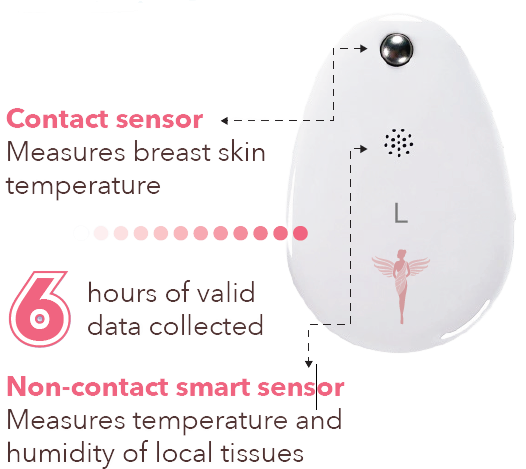 Contact sensor
Measures breast skin
temperature
L
6
hours of valid
data collected
Non-contact smart sensor
Measures temperature and
humidity of local tissues